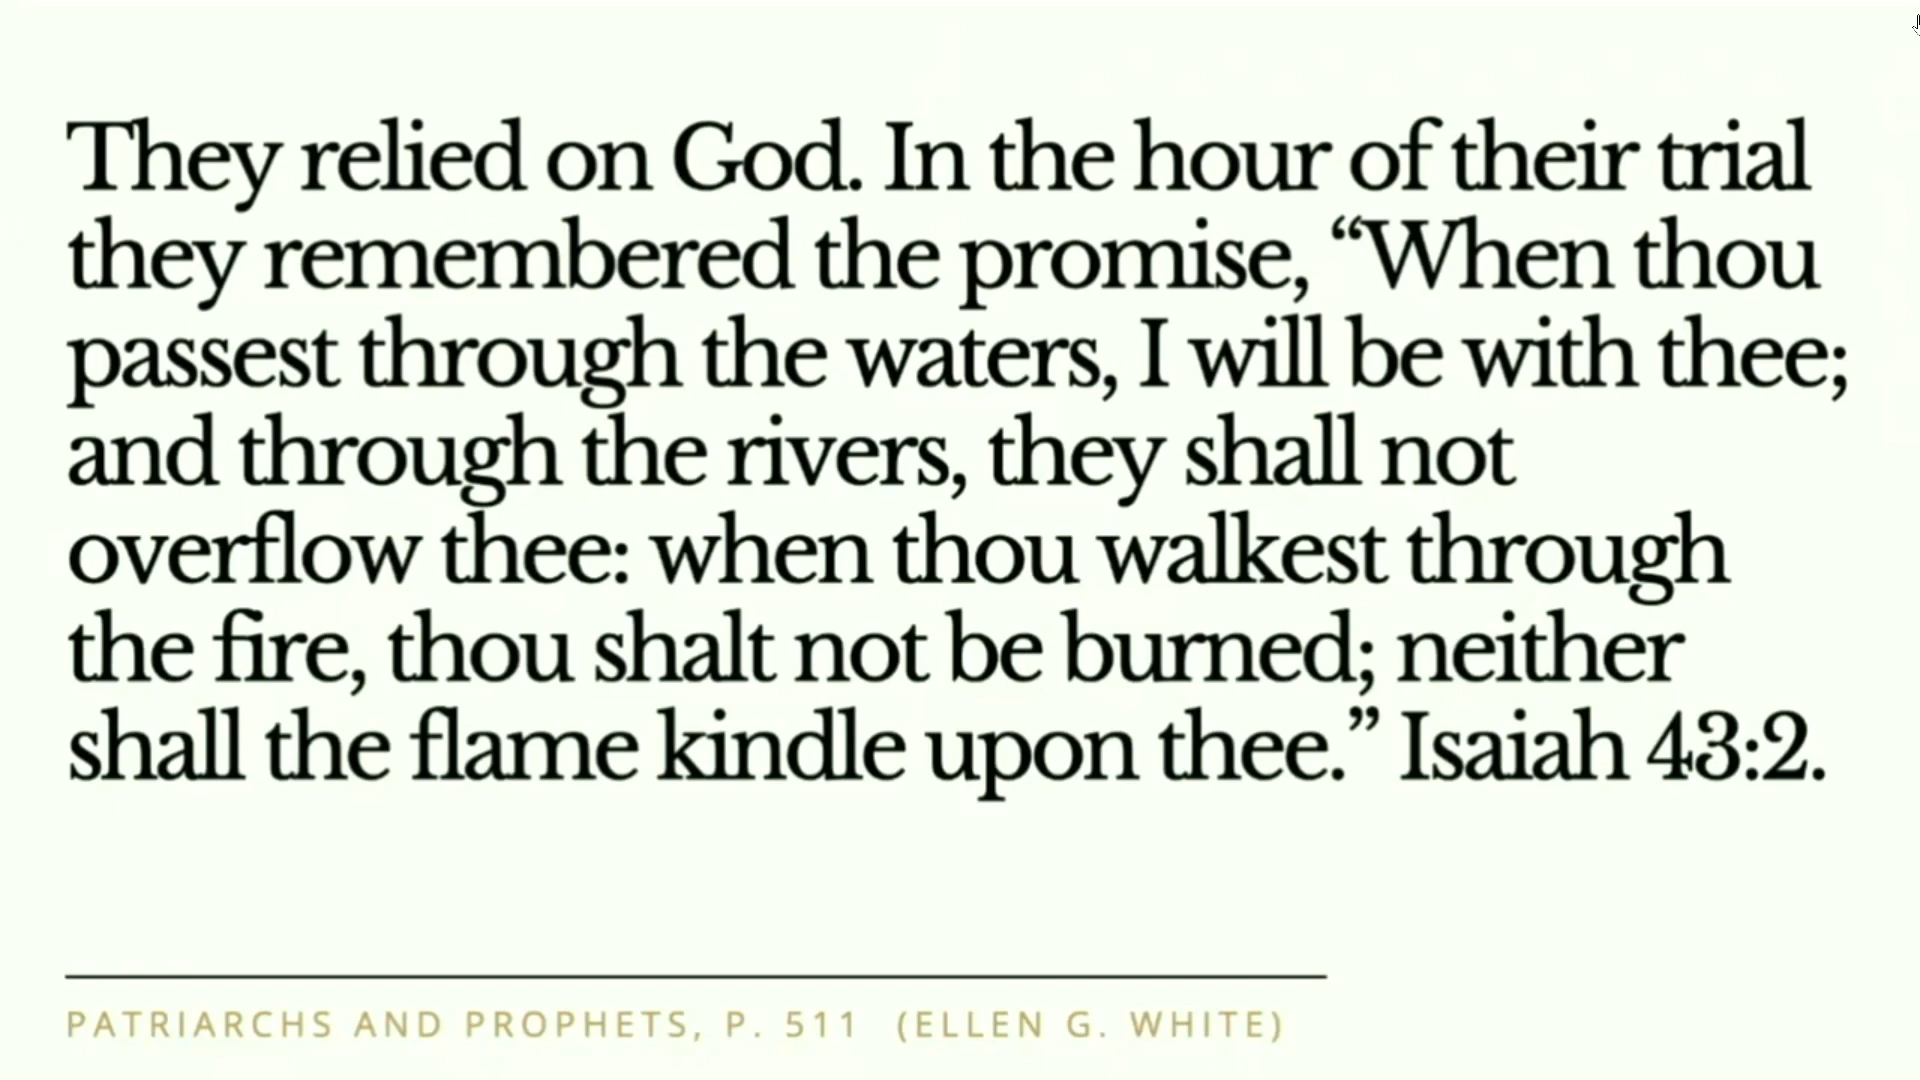 They relied on God. In the hour of their trial
they remembered the promise, “When thou
passest through the waters, I will be with thee;
and through the rivers, they shall not
overflow thee: when thou walkest through
the fire, thou shalt not be burned; neither
shall the flame kindle upon thee.” Isaiah 43:2.
PATRIARCHS AND PROPHETS, P. 511 (ELLEN G. WHITE)